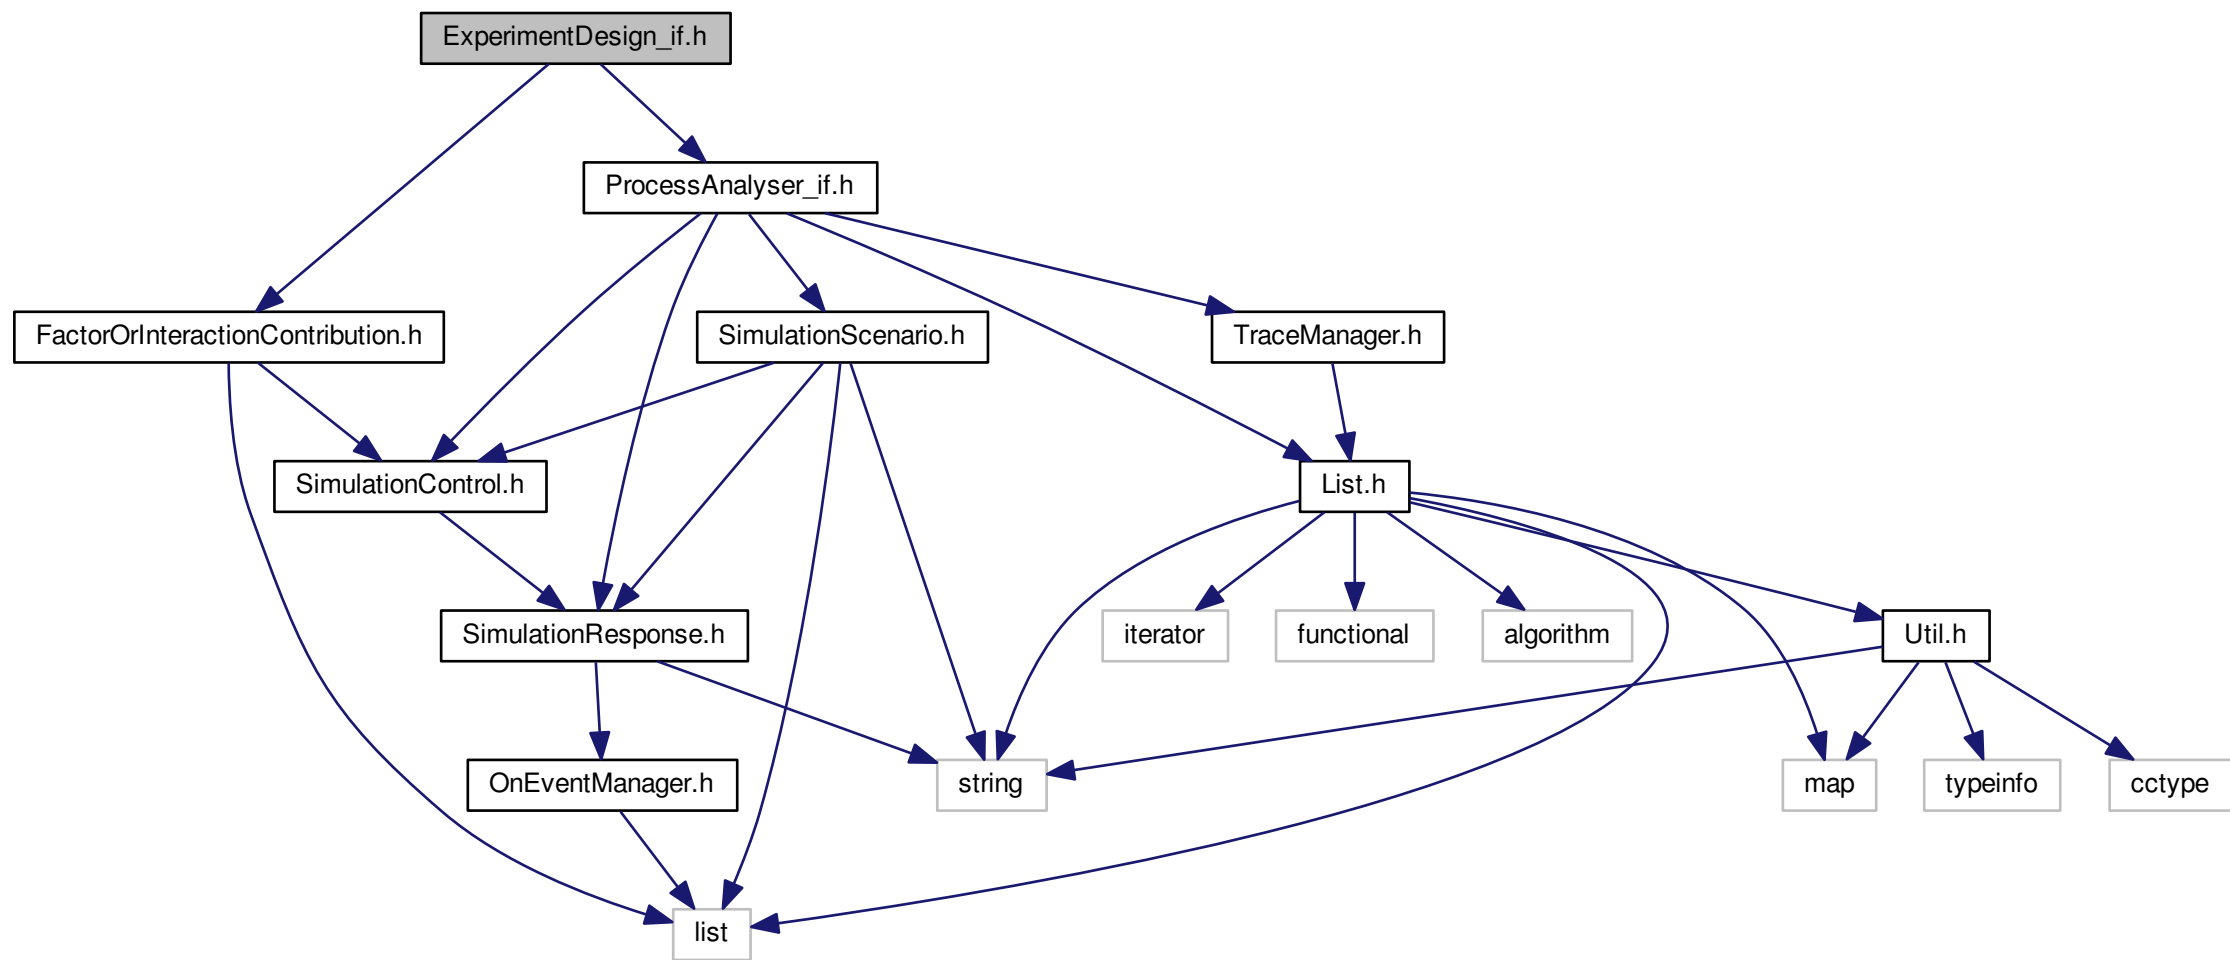 ExperimentDesign_if.h
ProcessAnalyser_if.h
FactorOrInteractionContribution.h
SimulationScenario.h
TraceManager.h
SimulationControl.h
List.h
SimulationResponse.h
iterator
functional
algorithm
Util.h
OnEventManager.h
string
map
typeinfo
cctype
list